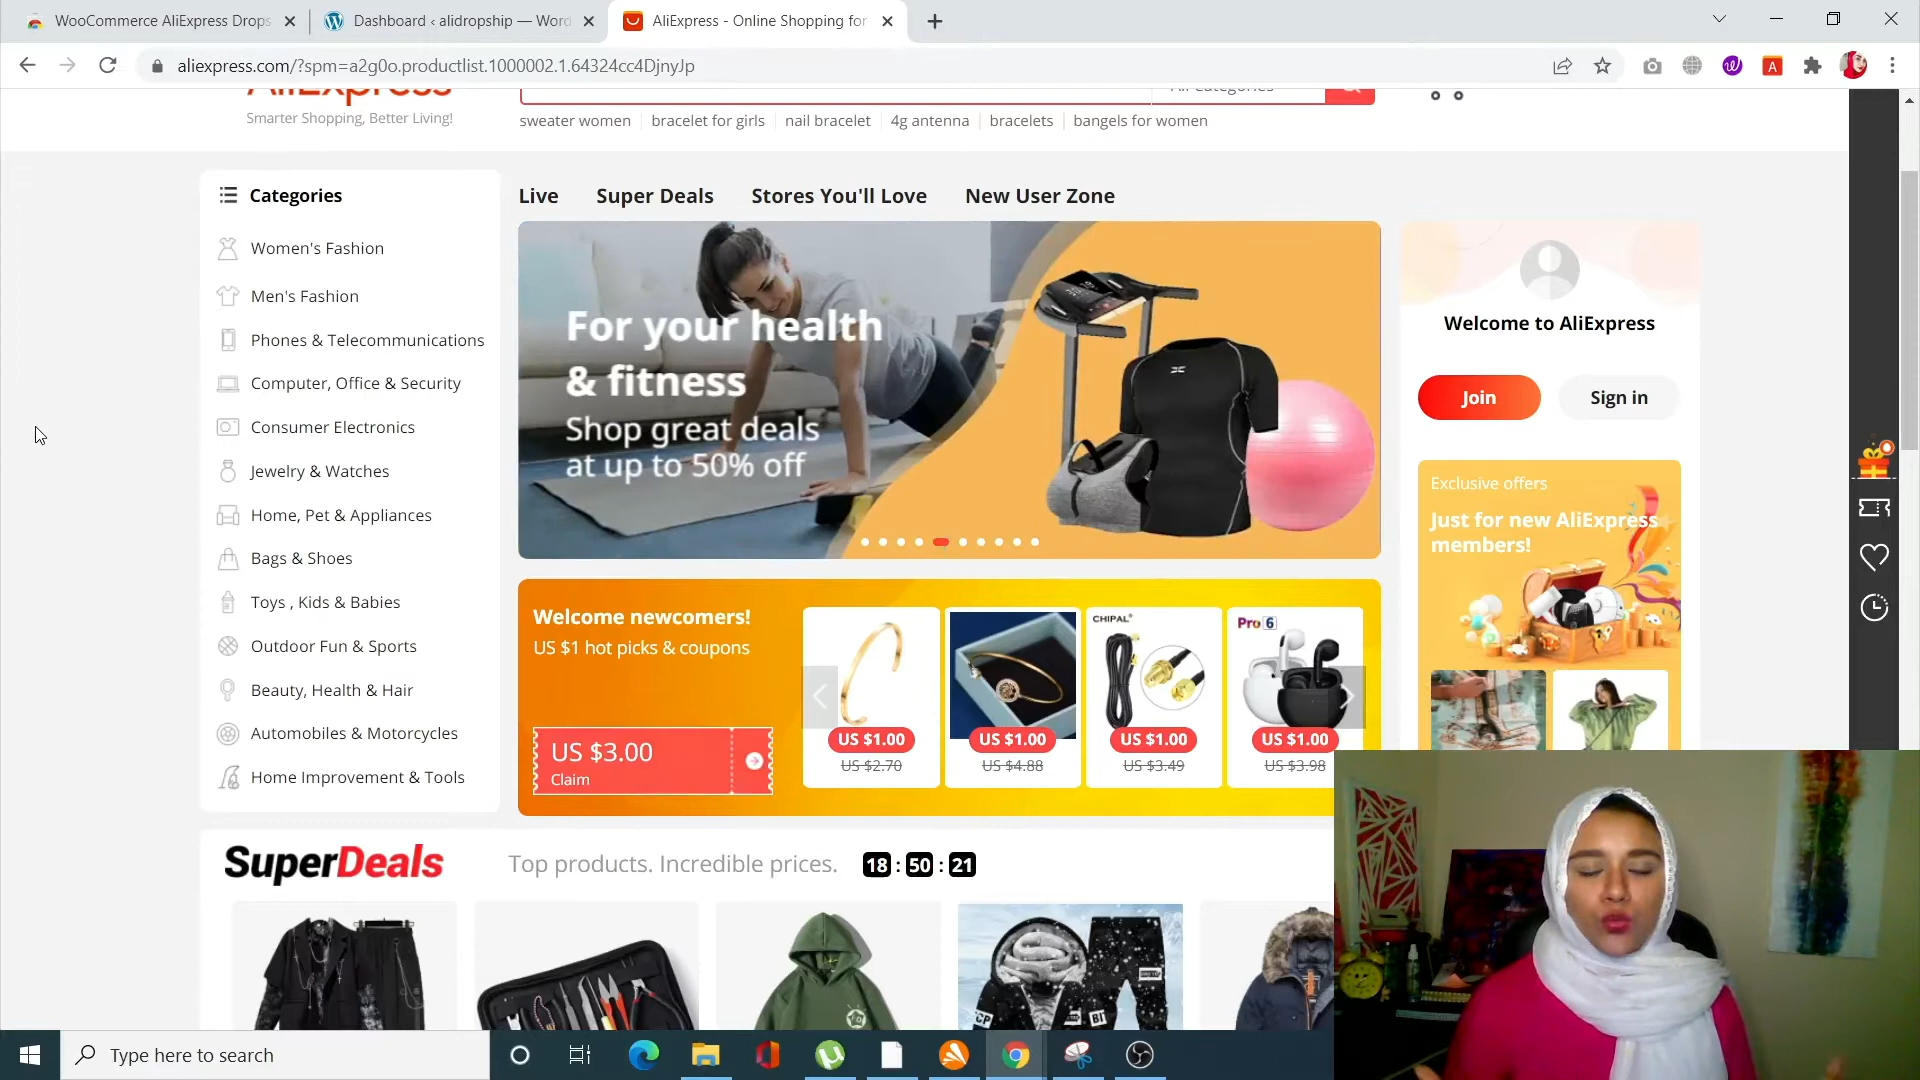 WooCommerce AliExpress Drops
Dashboard ‹ alidropship — Word
AliExpress - Online Shopping for
aliexpress.com/?spm=a2g0o.productlist.1000002.1.64324cc4DjnyJp
AliExpress
Smarter Shopping, Better Living!
All Categories
sweater women
bracelet for girls
nail bracelet
4g antenna
bracelets
bangels for women
Categories
Women's Fashion
Men's Fashion
Phones & Telecommunications
Computer, Office & Security
Consumer Electronics
Jewelry & Watches
Home, Pet & Appliances
Bags & Shoes
Toys , Kids & Babies
Outdoor Fun & Sports
Beauty, Health & Hair
Automobiles & Motorcycles
Home Improvement & Tools
Live
Super Deals
Stores You'll Love
New User Zone
For your health
& fitness
Shop great deals
at up to 50% off
Welcome to AliExpress
Join
Sign in
Exclusive offers
Just for new AliExpress
members!
Welcome newcomers!
US $1 hot picks & coupons
US $3.00
Claim
US $1.00
US $2.70
US $1.00
US $4.88
CHIPAL®
US $1.00
US $3.49
Pro 6
US $1.00
US $3.98
SuperDeals
Top products. Incredible prices.
18 : 50 : 21
Type here to search